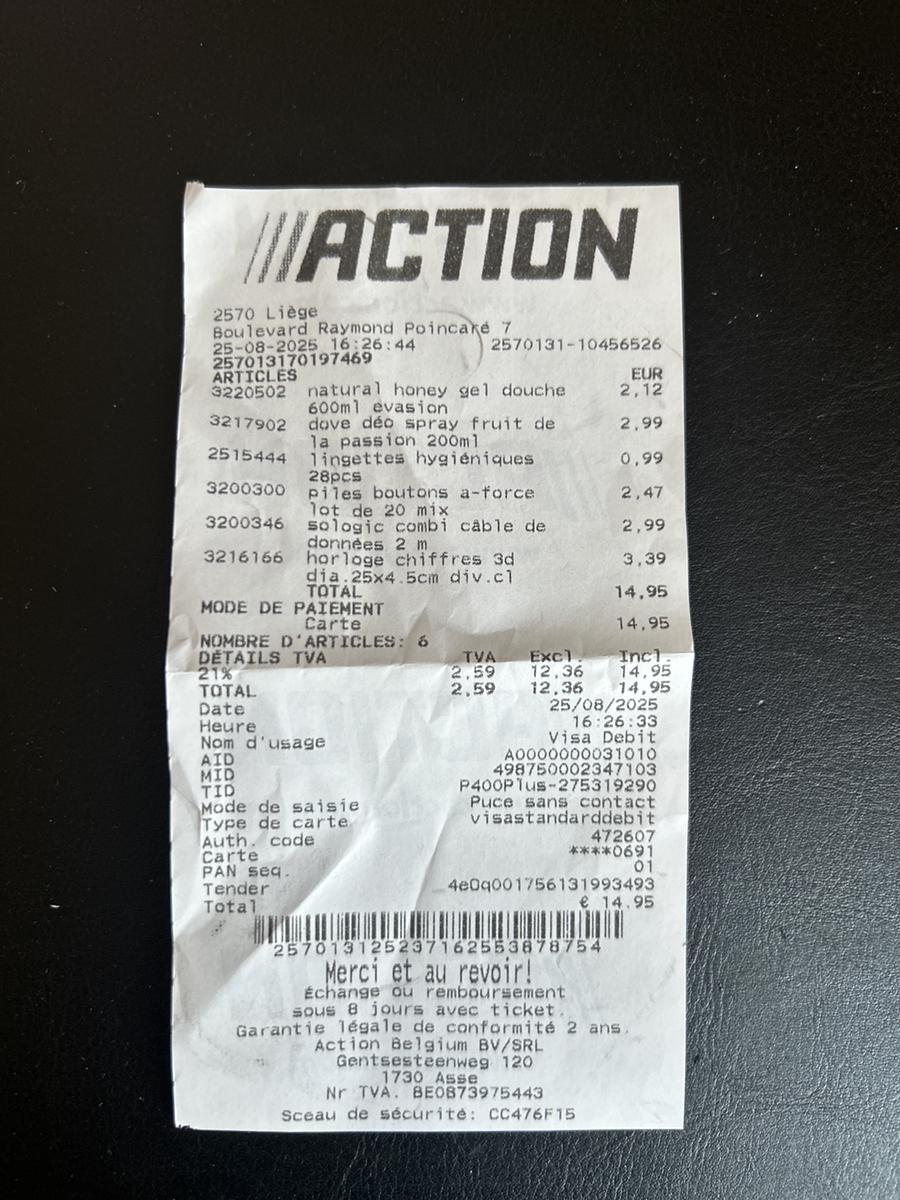 ACTION
2570 Liège
Boulevard Raymond Poincaré 7
25-08-2025 16:26:44 2570131-10456526
257013170197469
ARTICLES EUR
3220502 natural honey gel douche 2,12
600ml evasion
3217902 dove déo spray fruit de 2,99
la passion 200ml
2515444 lingettes hygiéniques 0,99
28pcs
3200300 piles boutons a-force 2,47
lot de 20 mix
3200346 sologic combi câble de 2,99
données 2 m
3216166 horloge chiffres 3d 3,39
dia.25x4.5cm div.cl
TOTAL 14,95
MODE DE PAIEMENT
Carte 14,95
NOMBRE D'ARTICLES: 6
DÉTAILS TVA TVA Excl. Incl.
21% 2,59 12,36 14,95
TOTAL 2,59 12,36 14,95
Date 25/08/2025
Heure 16:26:33
Nom d'usage Visa Debit
AID A0000000031010
MID 498750002347103
TID P400Plus-275319290
Mode de saisie Puce sans contact
Type de carte visastandarddebit
Auth. code 472607
Carte ****0691
PAN seq. 01
Tender 4e0q001756131993493
Total € 14.95
2570131252371625538787​54
Merci et au revoir!
Échange ou remboursement
sous 8 jours avec ticket.
Garantie légale de conformité 2 ans.
Action Belgium BV/SRL
Gentsesteenweg 120
1730 Asse
Nr TVA. BE0873975443
Sceau de sécurité: CC476F15